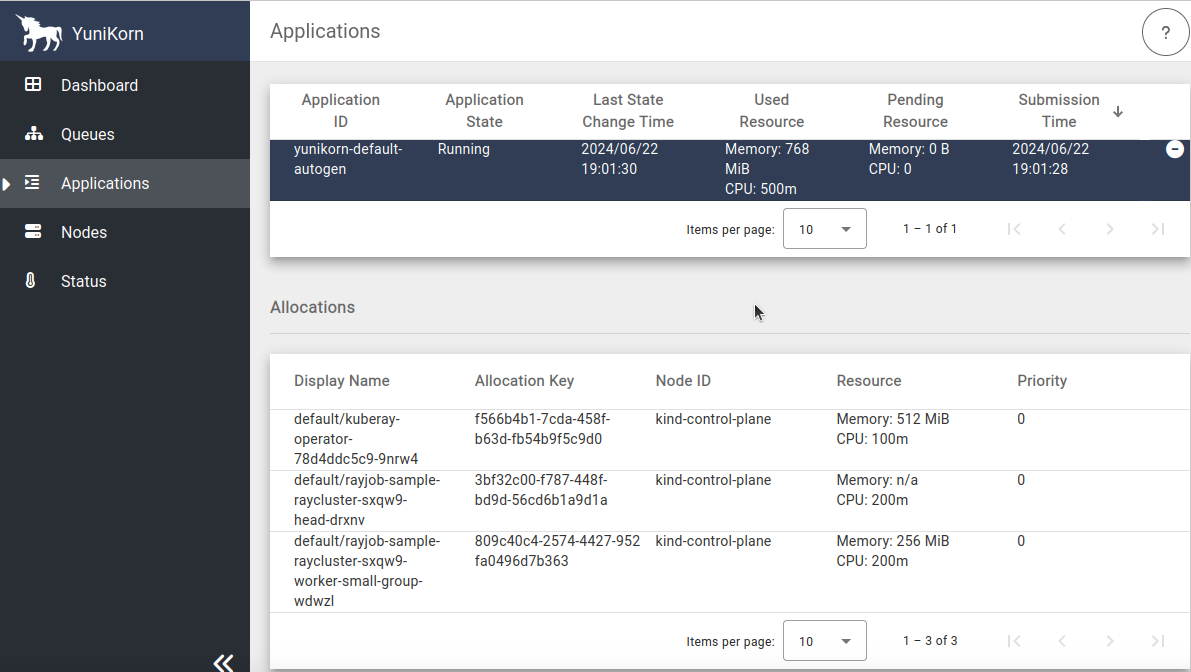 YuniKorn
Dashboard
Queues
Applications
Nodes
Status
Applications
?
Application
ID
Application
State
Last State
Change Time
Used
Resource
Pending
Resource
Submission
Time
yunikorn-default-
autogen
Running
2024/06/22
19:01:30
Memory: 768
MiB
CPU: 500m
Memory: 0 B
CPU: 0
2024/06/22
19:01:28
Items per page:
10
1 – 1 of 1
Allocations
Display Name
Allocation Key
Node ID
Resource
Priority
default/kuberay-
operator-
78d4ddc5c9-9nrw4
f566b4b1-7cda-458f-
b63d-fb54b9f5c9d0
kind-control-plane
Memory: 512 MiB
CPU: 100m
0
default/rayjob-sample-
raycluster-sxqw9-
head-drxnv
3bf32c00-f787-448f-
bd9d-56cd6b1a9d1a
kind-control-plane
Memory: n/a
CPU: 200m
0
default/rayjob-sample-
raycluster-sxqw9-
worker-small-group-
wdwzl
809c40c4-2574-4427-952
fa0496d7b363
kind-control-plane
Memory: 256 MiB
CPU: 200m
0
Items per page:
10
1 – 3 of 3